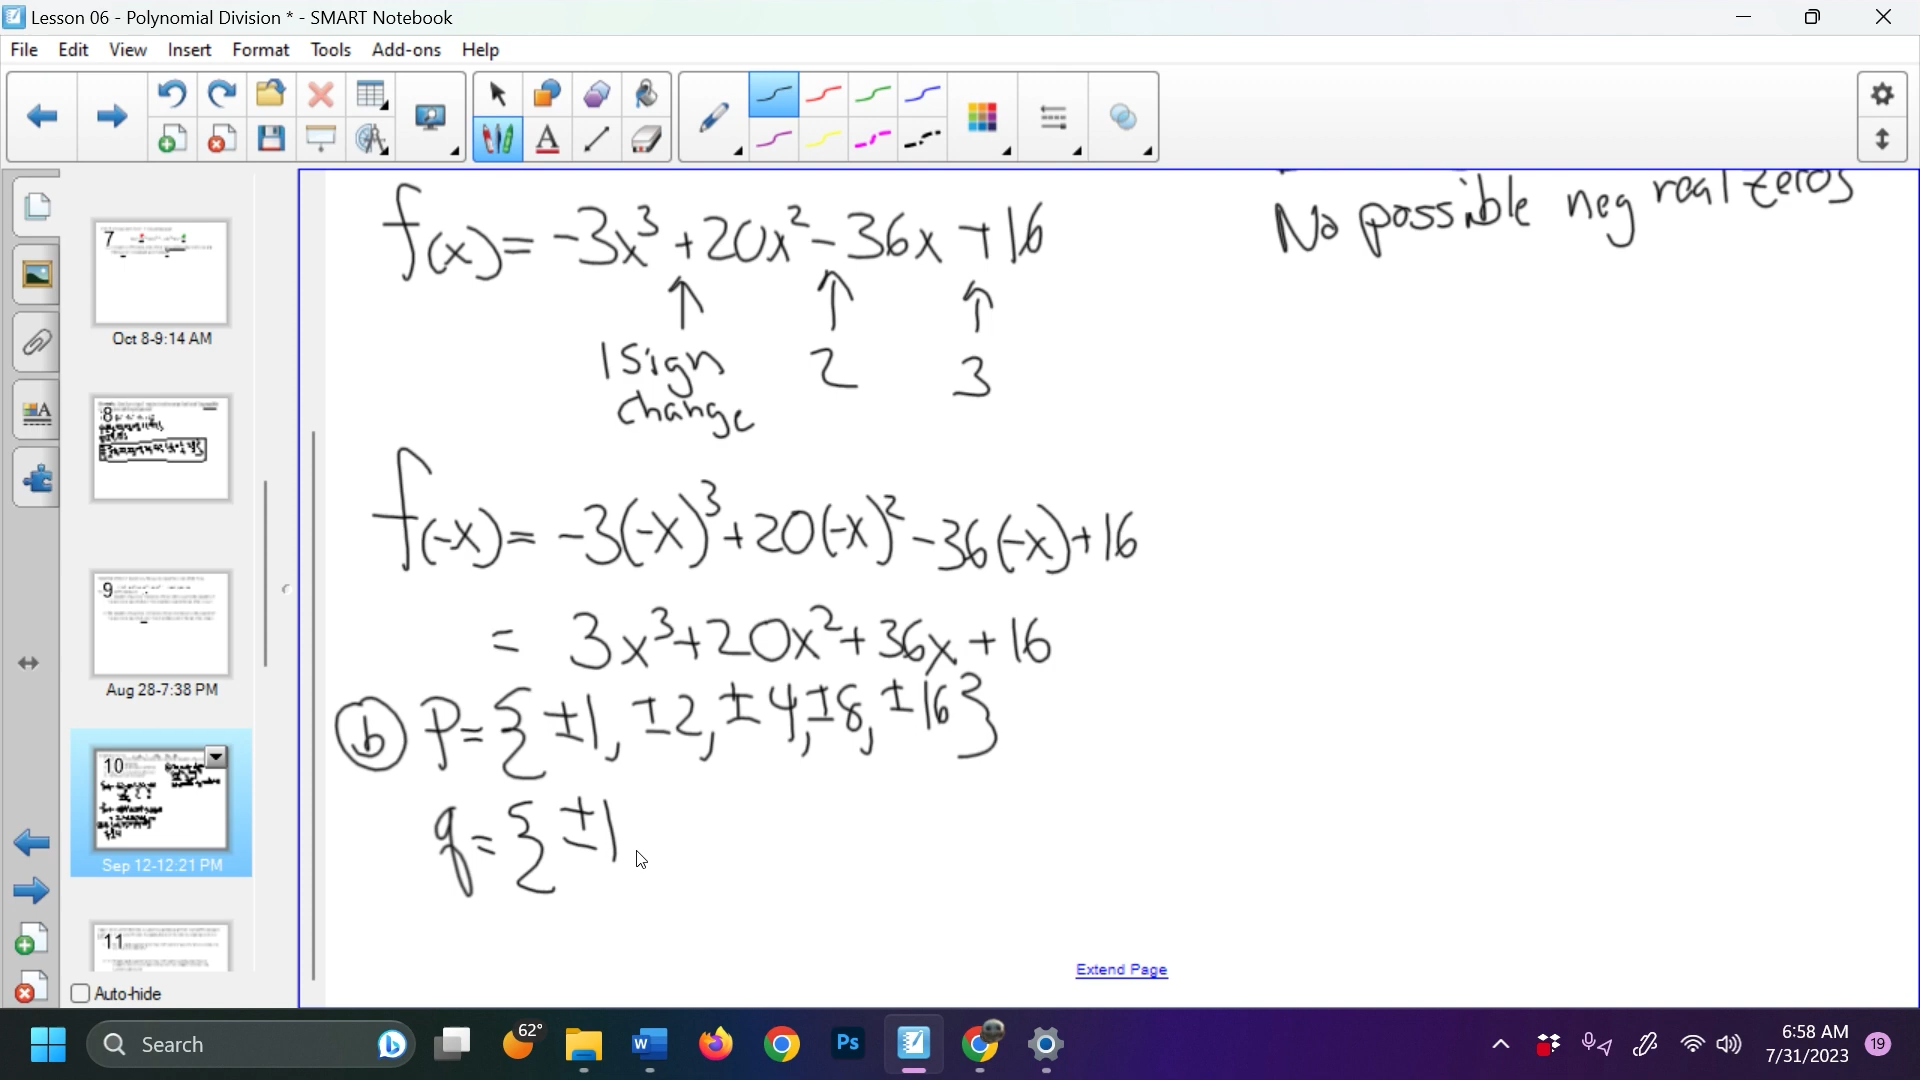 Lesson 06 - Polynomial Division * - SMART Notebook
File Edit View Insert Format Tools Add-ons Help
f(x) = -3x³ + 20x² - 36x + 16
No possible neg real zeros
1 Sign change
2
3
f(-x) = -3(-x)³ + 20(-x)² - 36(-x) + 16
= 3x³ + 20x² + 36x + 16
b p = { ±1, ±2, ±4, ±8, ±16 }
q = { ±1
Extend Page
7
Oct 8-9:14 AM
8
9
Aug 28-7:38 PM
10
Sep 12-12:21 PM
11
Auto-hide
Search
62°
W
Ps
6:58 AM
7/31/2023
19